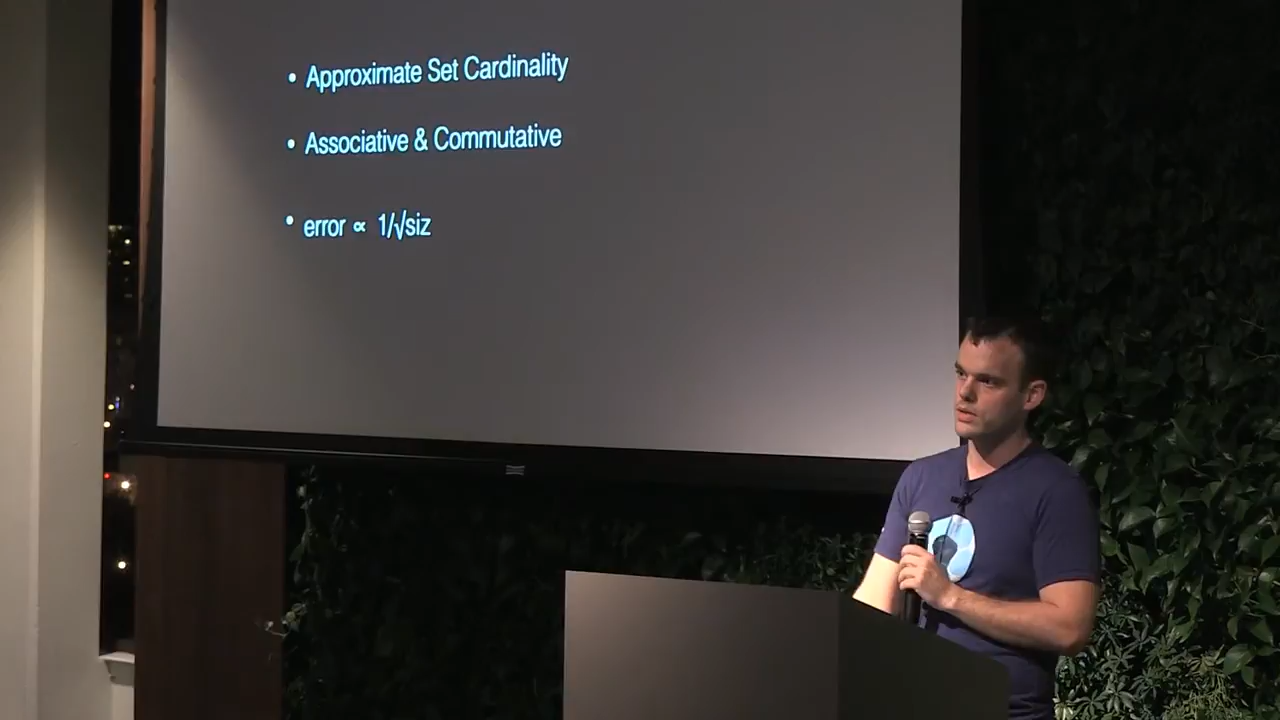 • Approximate Set Cardinality
• Associative & Commutative
• error ∝ 1/√siz